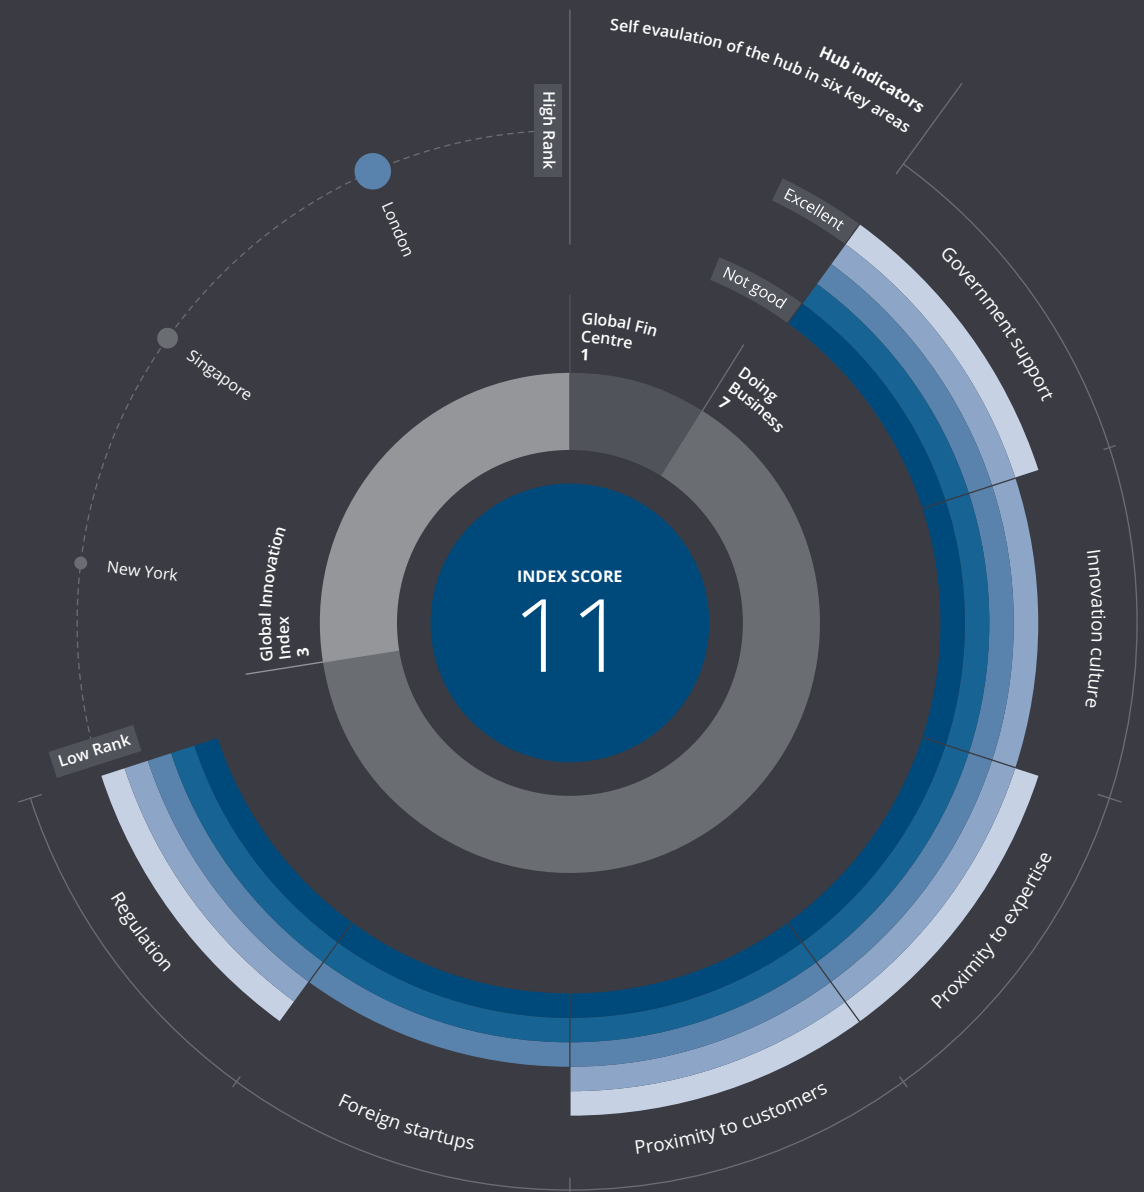 Self evaulation of the hub in six key areas
Hub indicators
High Rank
London
Singapore
New York
Low Rank
Excellent
Not good
Government support
Innovation culture
Proximity to expertise
Proximity to customers
Foreign startups
Regulation
Global Fin
Centre
1
Doing
Business
7
Global Innovation
Index
3
INDEX SCORE
11